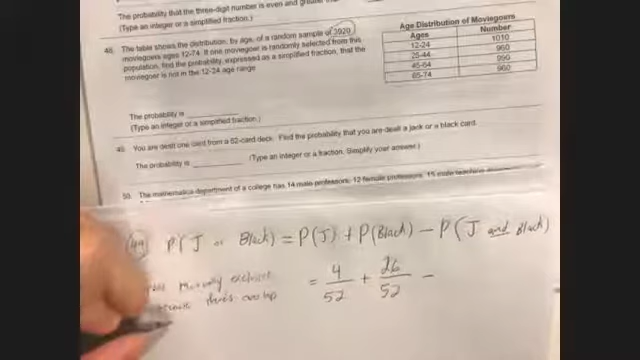 The probability that the three-digit number is even and greater
(Type an integer or a simplified fraction.)
48. The table shows the distribution, by age, of a random sample of 3920
moviegoers ages 12-74. If one moviegoer is randomly selected from this
population, find the probability, expressed as a simplified fraction, that the
moviegoer is not in the 12-24 age range
Age Distribution of Moviegoers
Ages Number
12-24 1010
25-44 960
45-64 990
65-74 960
The probability is
(Type an integer or a simplified fraction.)
49. You are dealt one card from a 52-card deck. Find the probability that you are dealt a jack or a black card.
The probability is (Type an integer or a fraction. Simplify your answer.)
50. The mathematics department of a college has 14 male professors, 12 female professors, 15 male teaching
49 P(J or Black) = P(J) + P(Black) - P(J and Black)
mutually exclusive
there's overlap
= 4/52 + 26/52 -